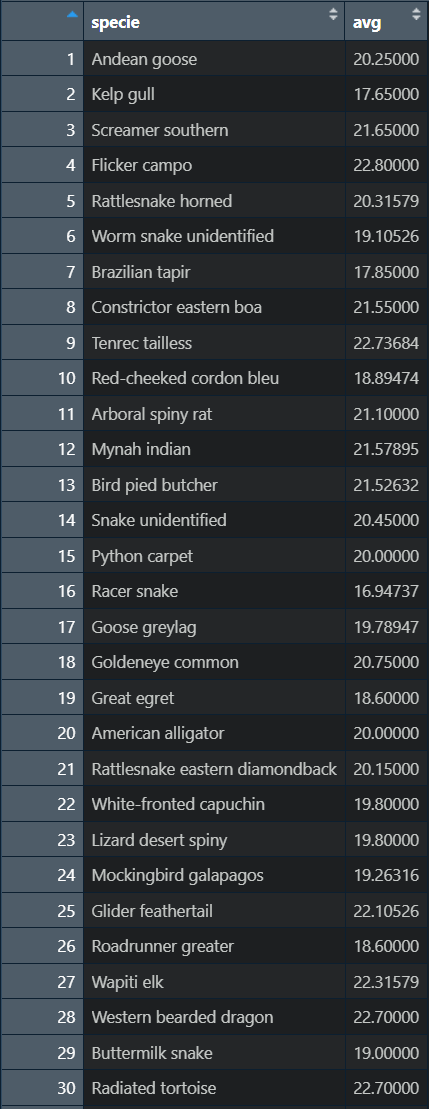 specie avg
1 Andean goose 20.25000
2 Kelp gull 17.65000
3 Screamer southern 21.65000
4 Flicker campo 22.80000
5 Rattlesnake horned 20.31579
6 Worm snake unidentified 19.10526
7 Brazilian tapir 17.85000
8 Constrictor eastern boa 21.55000
9 Tenrec tailless 22.73684
10 Red-cheeked cordon bleu 18.89474
11 Arboral spiny rat 21.10000
12 Mynah indian 21.57895
13 Bird pied butcher 21.52632
14 Snake unidentified 20.45000
15 Python carpet 20.00000
16 Racer snake 16.94737
17 Goose greylag 19.78947
18 Goldeneye common 20.75000
19 Great egret 18.60000
20 American alligator 20.00000
21 Rattlesnake eastern diamondback 20.15000
22 White-fronted capuchin 19.80000
23 Lizard desert spiny 19.80000
24 Mockingbird galapagos 19.26316
25 Glider feathertail 22.10526
26 Roadrunner greater 18.60000
27 Wapiti elk 22.31579
28 Western bearded dragon 22.70000
29 Buttermilk snake 19.00000
30 Radiated tortoise 22.70000